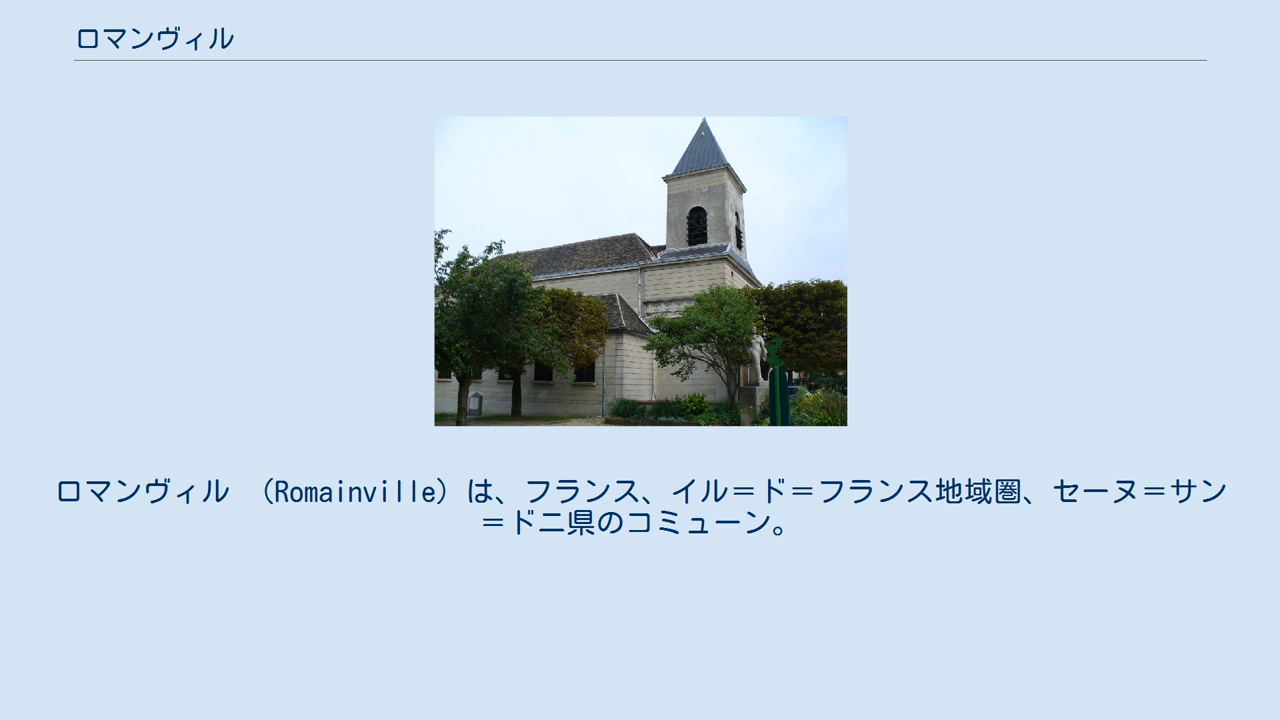 ロマンヴィル
ロマンヴィル （Romainville）は、フランス、イル＝ド＝フランス地域圏、セーヌ＝サン
＝ドニ県のコミューン。